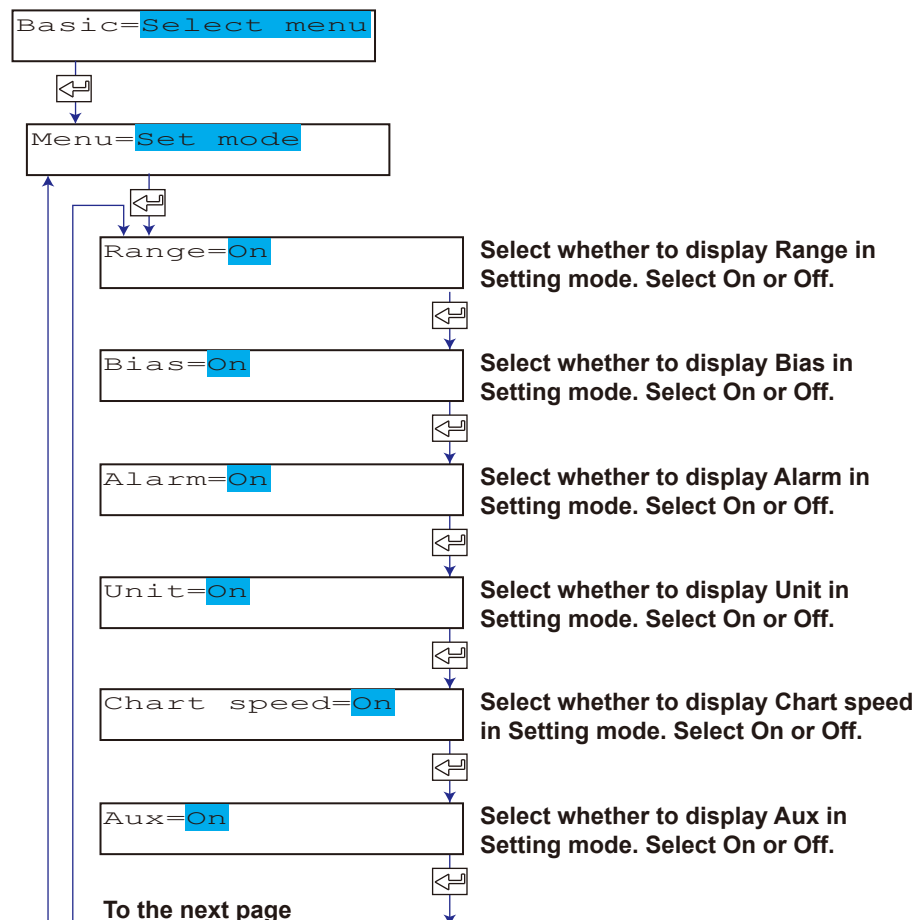 Basic=Select menu
Menu=Set mode
Range=On
Select whether to display Range in
Setting mode. Select On or Off.
Bias=On
Select whether to display Bias in
Setting mode. Select On or Off.
Alarm=On
Select whether to display Alarm in
Setting mode. Select On or Off.
Unit=On
Select whether to display Unit in
Setting mode. Select On or Off.
Chart speed=On
Select whether to display Chart speed
in Setting mode. Select On or Off.
Aux=On
Select whether to display Aux in
Setting mode. Select On or Off.
To the next page